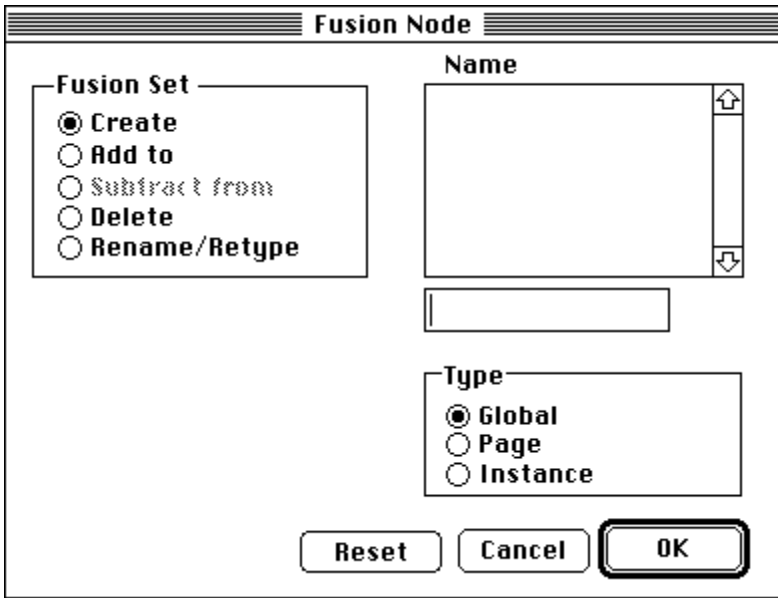 Fusion Node
Fusion Set
Create
Add to
Subtract from
Delete
Rename/Retype
Name
Type
Global
Page
Instance
Reset
Cancel
OK